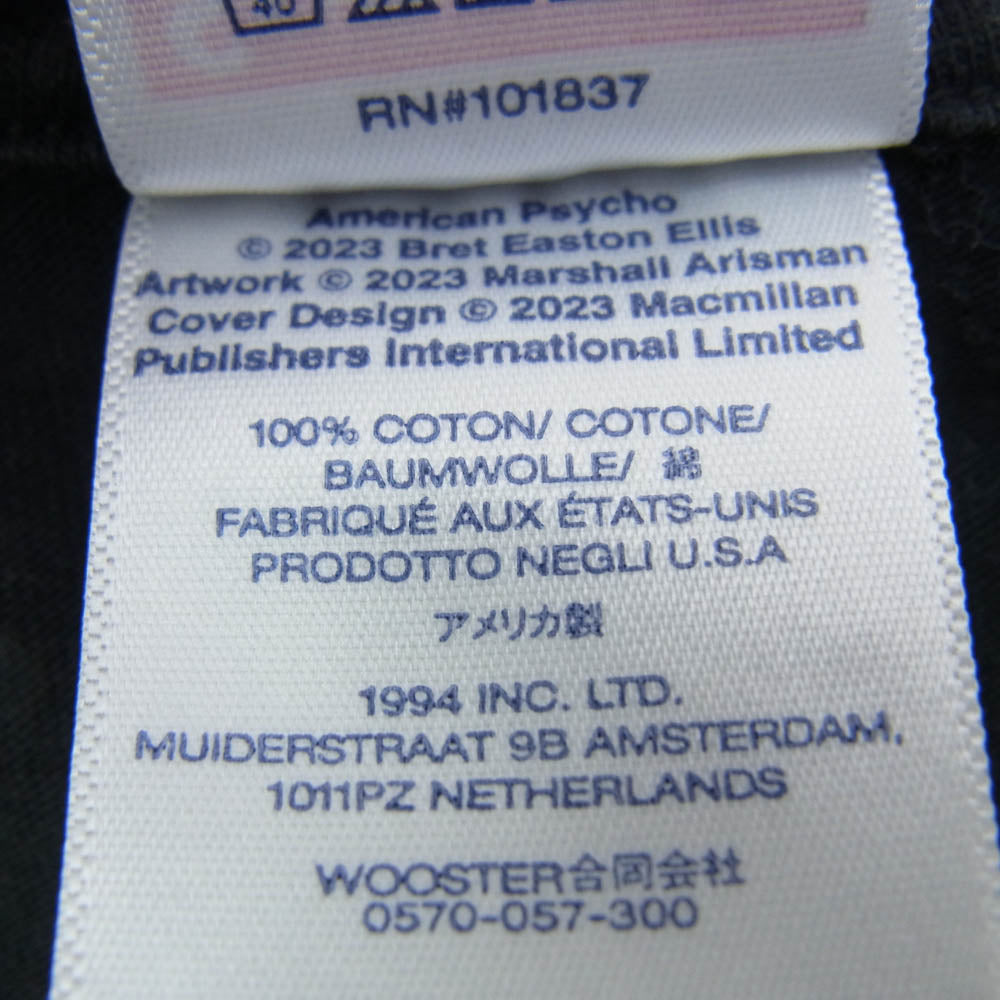 40
RN#101837
American Psycho
© 2023 Bret Easton Ellis
Artwork © 2023 Marshall Arisman
Cover Design © 2023 Macmillan
Publishers International Limited
100% COTON/ COTONE/
BAUMWOLLE/ 綿
FABRIQUÉ AUX ÉTATS-UNIS
PRODOTTO NEGLI U.S.A
アメリカ製
1994 INC. LTD.
MUIDERSTRAAT 9B AMSTERDAM,
1011PZ NETHERLANDS
WOOSTER合同会社
0570-057-300